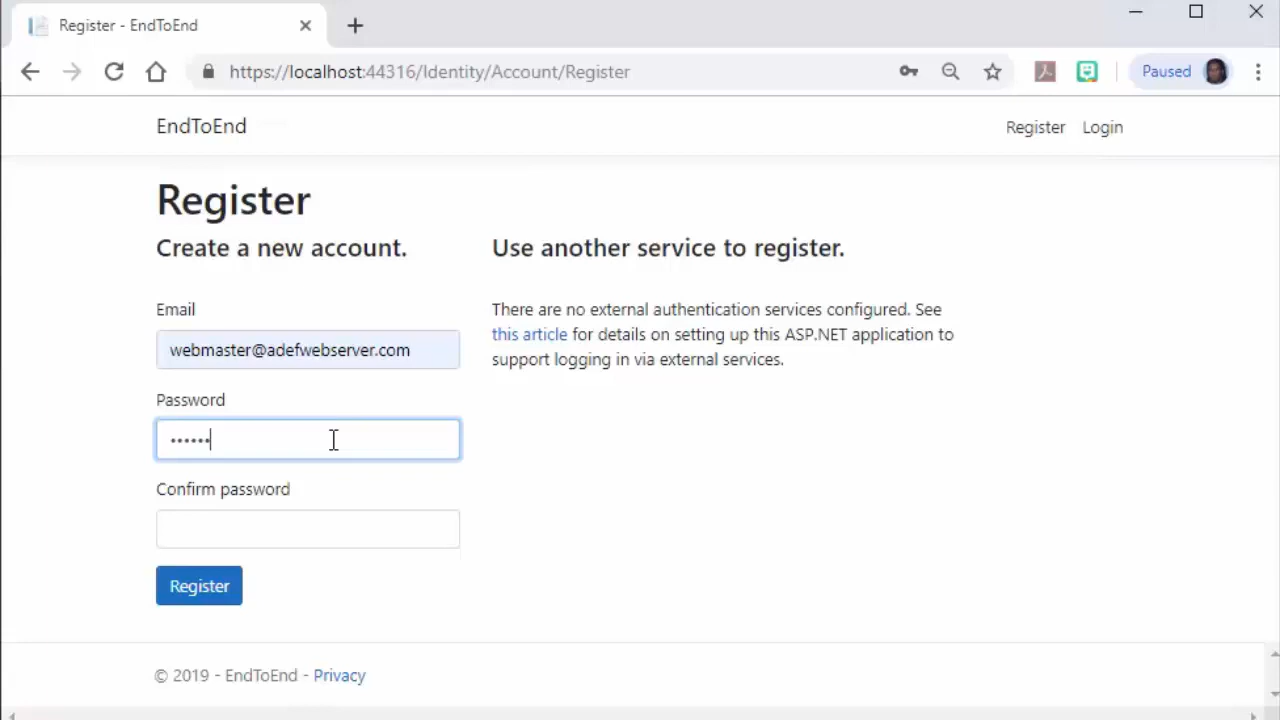 Register - EndToEnd
https://localhost:44316/Identity/Account/Register
Paused
EndToEnd
Register Login
Register
Create a new account.
Use another service to register.
Email
webmaster@adefwebserver.com
There are no external authentication services configured. See
this article for details on setting up this ASP.NET application to
support logging in via external services.
Password
••••••
Confirm password
Register
© 2019 - EndToEnd - Privacy